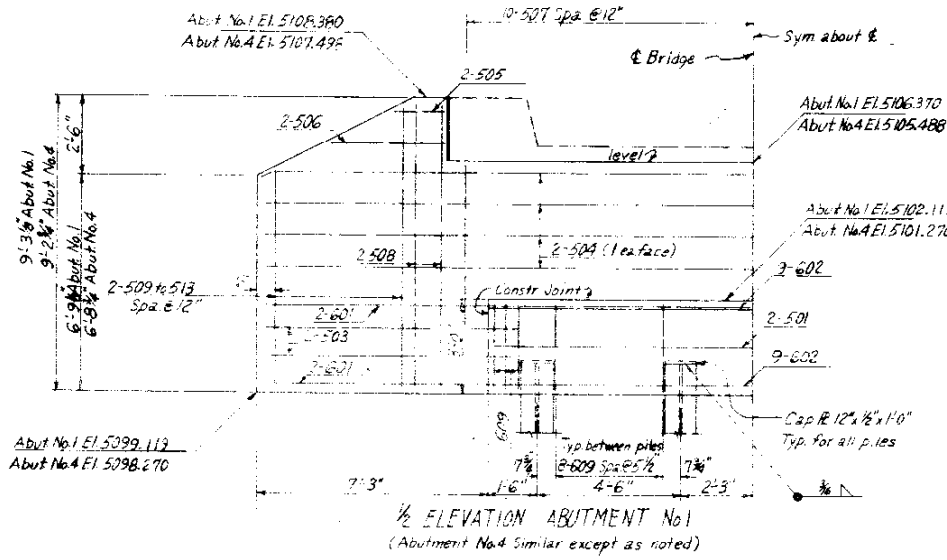 10-507 Spa @ 12"
Abut No.1 El. 5108.380
Abut No.4 El. 5107.498
Sym about ℄
℄ Bridge
2-505
Abut No.1 El. 5106.370
Abut No.4 El. 5105.488
2-506
level
2'-6"
9'-3⅛" Abut No.1
9'-2¾" Abut No.4
6'-9⅛" Abut No.1
6'-8¾" Abut No.4
Abut No.1 El. 5102.11
Abut No.4 El. 5101.270
2-504 (1 ea face)
2-508
9-602
2-509 to 513
Spa @ 12"
Constr Joint
2-601
2-501
2-503
2'-0"
2-601
9-602
Cap ℄ 12" x ½" x 1'-0"
Typ. for all piles
609
Abut No.1 El. 5099.113
Abut No.4 El. 5098.270
Typ. between piles
7¾"
8-609 Spa @ 5½"
7¾"
7'-3"
1'-6"
4'-6"
2'-3"
3/16
½ ELEVATION ABUTMENT No.1
(Abutment No.4 Similar except as noted)